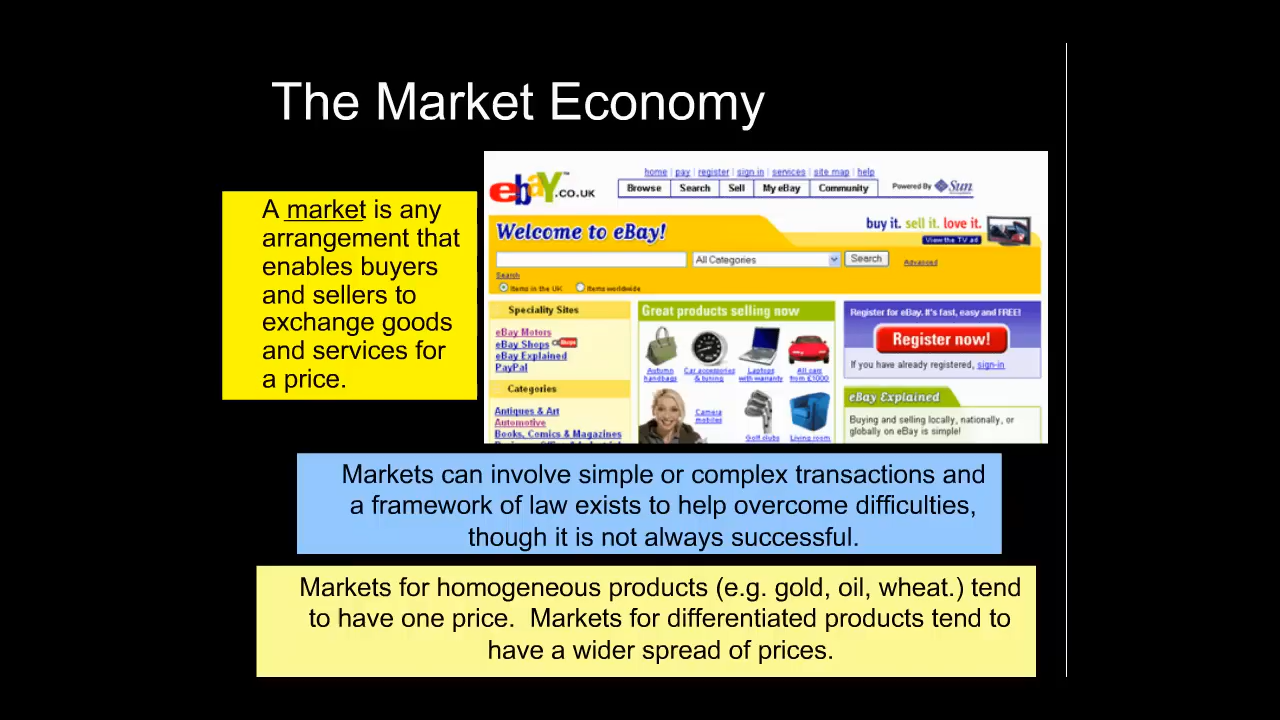 The Market Economy
A market is any
arrangement that
enables buyers
and sellers to
exchange goods
and services for
a price.
ebaY.co.uk
home | pay | register | sign in | services | site map | help
Browse Search Sell My eBay Community
Powered By Sun
Welcome to eBay!
buy it. sell it. love it.
View the TV ad
All Categories
Search
Advanced
Search
Items in the UK Items worldwide
Speciality Sites
eBay Motors
eBay Shops
eBay Explained
PayPal
Categories
Antiques & Art
Automotive
Books, Comics & Magazines
Great products selling now
Autumn handbags
Car accessories & tuning
Laptops with warranty
All cars from £1000
Camera mobiles
Golf clubs
Living room
Register for eBay. It's fast, easy and FREE!
Register now!
If you have already registered, sign-in
eBay Explained
Buying and selling locally, nationally, or
globally on eBay is simple!
Markets can involve simple or complex transactions and
a framework of law exists to help overcome difficulties,
though it is not always successful.
Markets for homogeneous products (e.g. gold, oil, wheat.) tend
to have one price. Markets for differentiated products tend to
have a wider spread of prices.